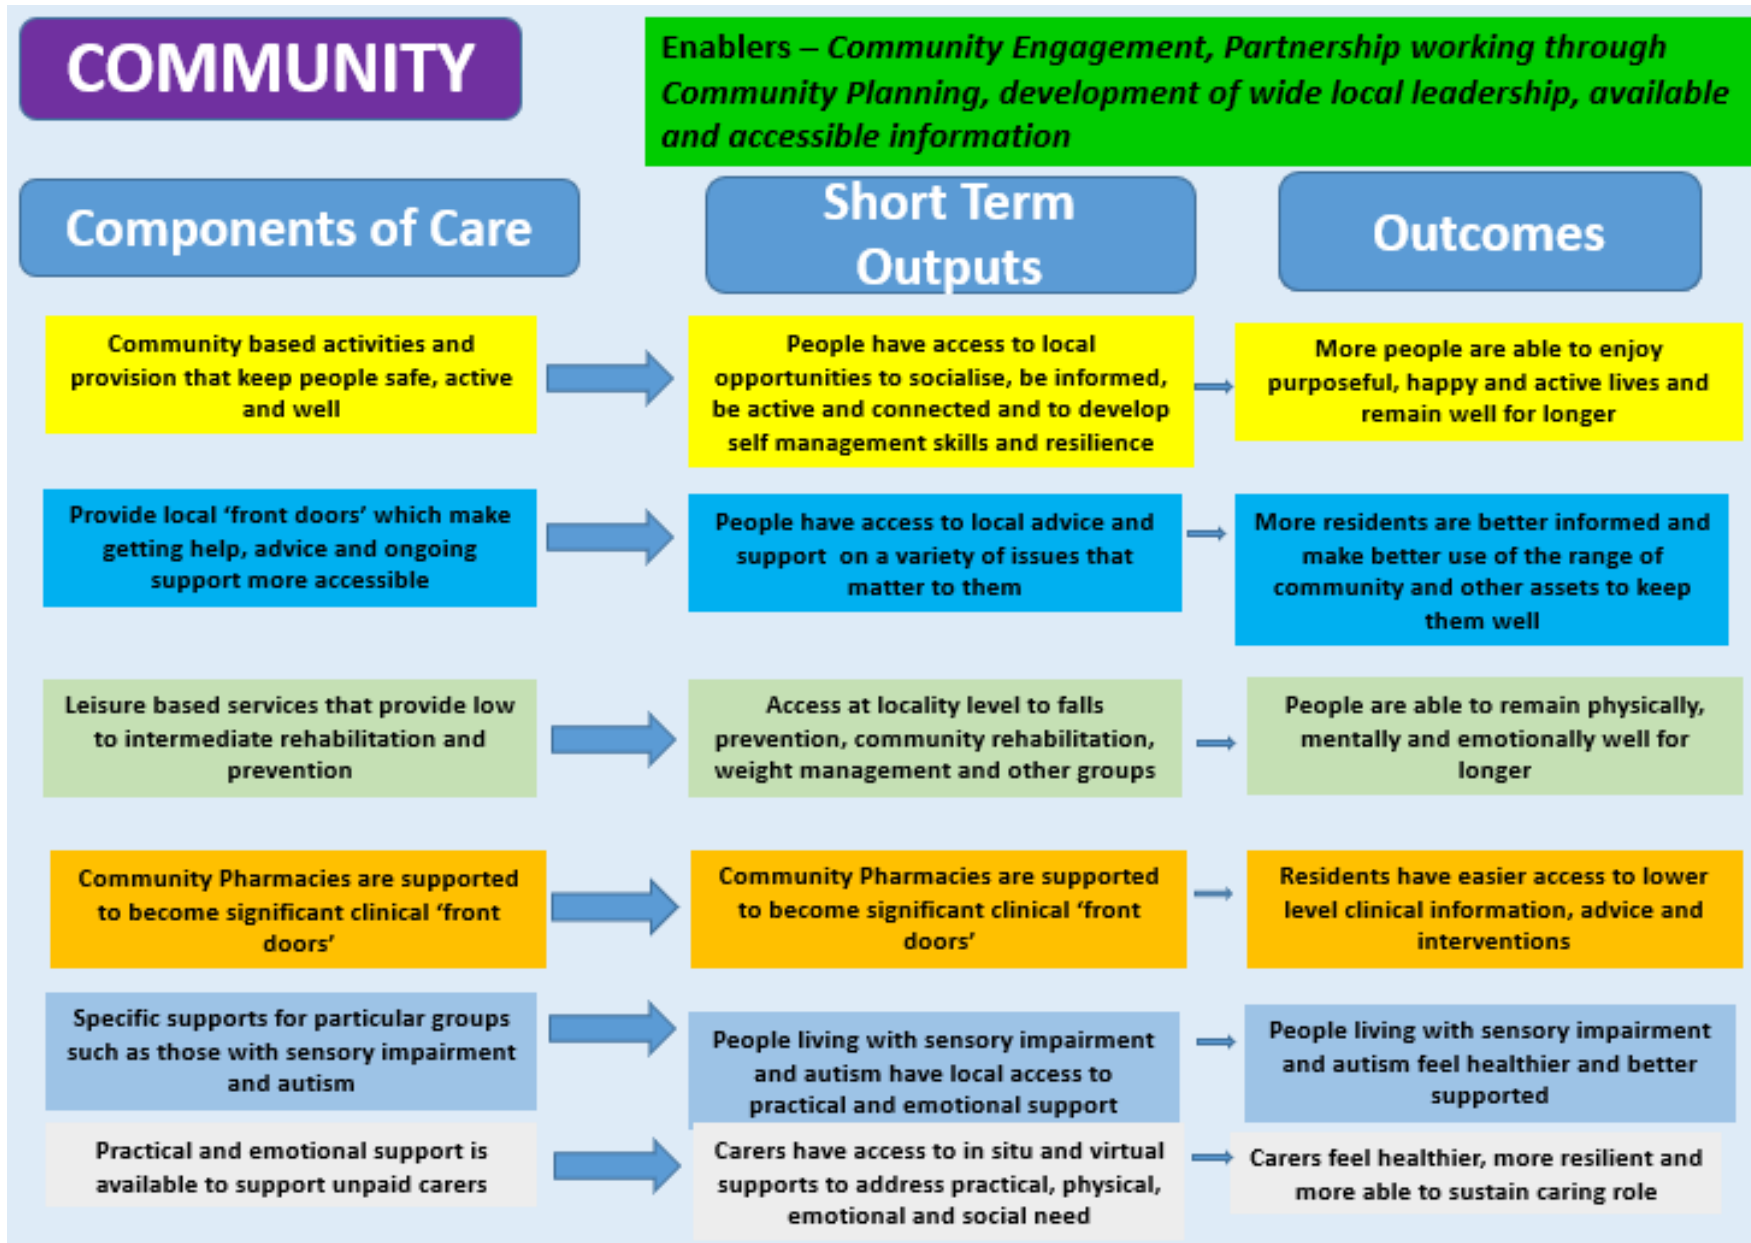 COMMUNITY
Enablers – Community Engagement, Partnership working through
Community Planning, development of wide local leadership, available
and accessible information
Components of Care
Short Term
Outputs
Outcomes
Community based activities and
provision that keep people safe, active
and well
People have access to local
opportunities to socialise, be informed,
be active and connected and to develop
self management skills and resilience
More people are able to enjoy
purposeful, happy and active lives and
remain well for longer
Provide local ‘front doors’ which make
getting help, advice and ongoing
support more accessible
People have access to local advice and
support on a variety of issues that
matter to them
More residents are better informed and
make better use of the range of
community and other assets to keep
them well
Leisure based services that provide low
to intermediate rehabilitation and
prevention
Access at locality level to falls
prevention, community rehabilitation,
weight management and other groups
People are able to remain physically,
mentally and emotionally well for
longer
Community Pharmacies are supported
to become significant clinical ‘front
doors’
Community Pharmacies are supported
to become significant clinical ‘front
doors’
Residents have easier access to lower
level clinical information, advice and
interventions
Specific supports for particular groups
such as those with sensory impairment
and autism
People living with sensory impairment
and autism have local access to
practical and emotional support
People living with sensory impairment
and autism feel healthier and better
supported
Practical and emotional support is
available to support unpaid carers
Carers have access to in situ and virtual
supports to address practical, physical,
emotional and social need
Carers feel healthier, more resilient and
more able to sustain caring role